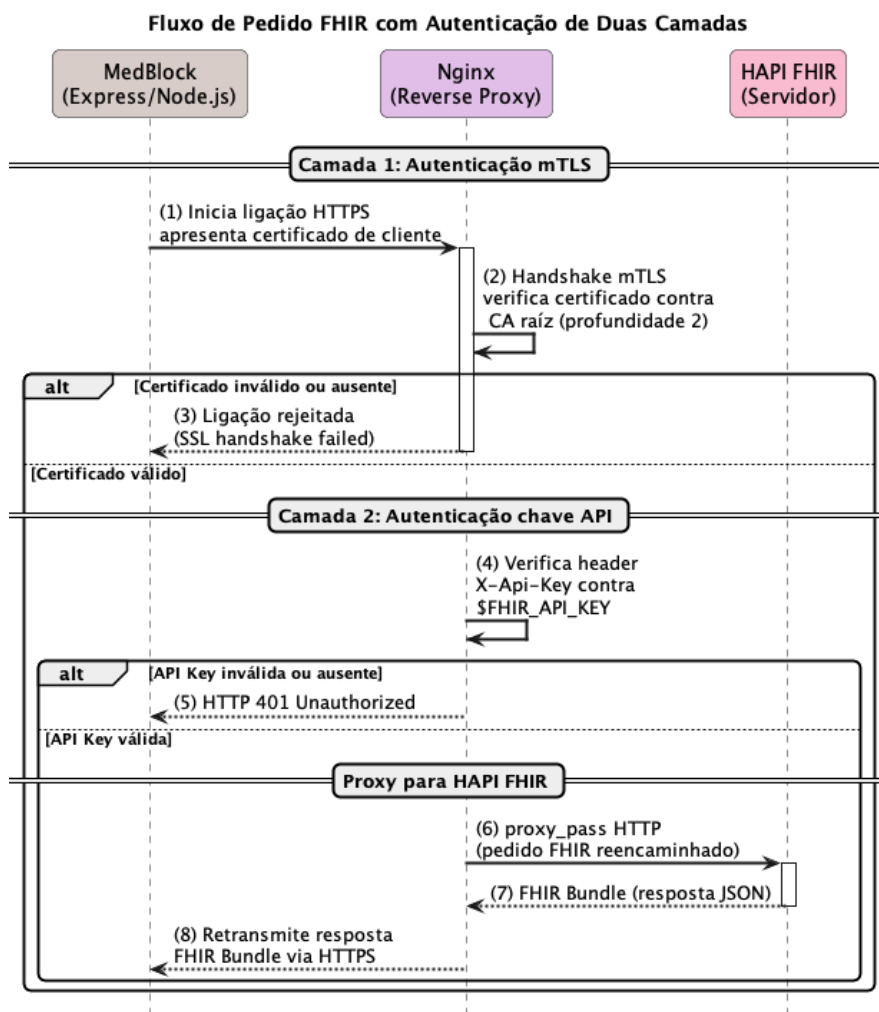 Fluxo de Pedido FHIR com Autenticação de Duas Camadas
MedBlock
(Express/Node.js)
Nginx
(Reverse Proxy)
HAPI FHIR
(Servidor)
Camada 1: Autenticação mTLS
(1) Inicia ligação HTTPS
apresenta certificado de cliente
(2) Handshake mTLS
verifica certificado contra
CA raíz (profundidade 2)
alt
[Certificado inválido ou ausente]
(3) Ligação rejeitada
(SSL handshake failed)
[Certificado válido]
Camada 2: Autenticação chave API
(4) Verifica header
X-Api-Key contra
$FHIR_API_KEY
alt
[API Key inválida ou ausente]
(5) HTTP 401 Unauthorized
[API Key válida]
Proxy para HAPI FHIR
(6) proxy_pass HTTP
(pedido FHIR reencaminhado)
(7) FHIR Bundle (resposta JSON)
(8) Retransmite resposta
FHIR Bundle via HTTPS